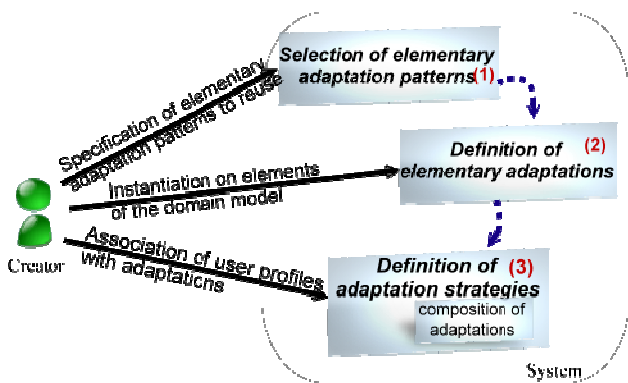 Selection of elementary
adaptation patterns(1)
Specification of elementary
adaptation patterns to reuse
Definition of (2)
elementary adaptations
Instantiation on elements
of the domain model
Creator
Association of user profiles
with adaptations
Definition of (3)
adaptation strategies
composition of
adaptations
System